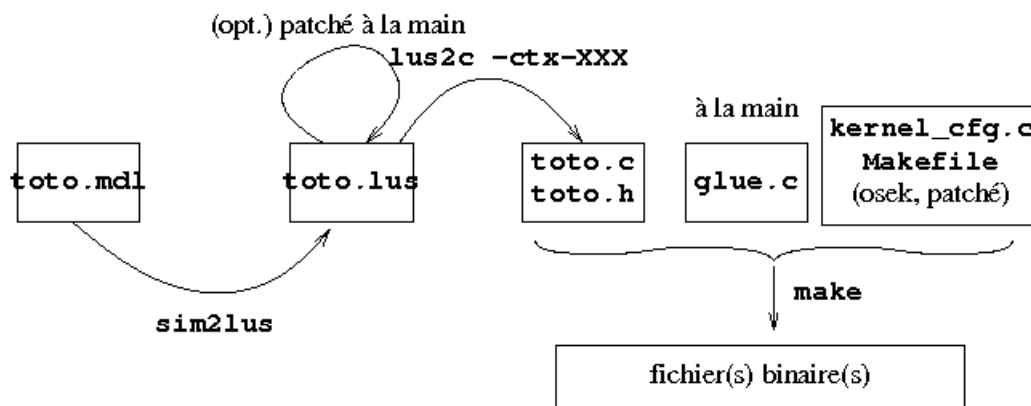 (opt.) patché à la main
lus2c -ctx-XXX
à la main
toto.mdl
toto.lus
toto.c
toto.h
glue.c
kernel_cfg.c
Makefile
(osek, patché)
sim2lus
make
fichier(s) binaire(s)